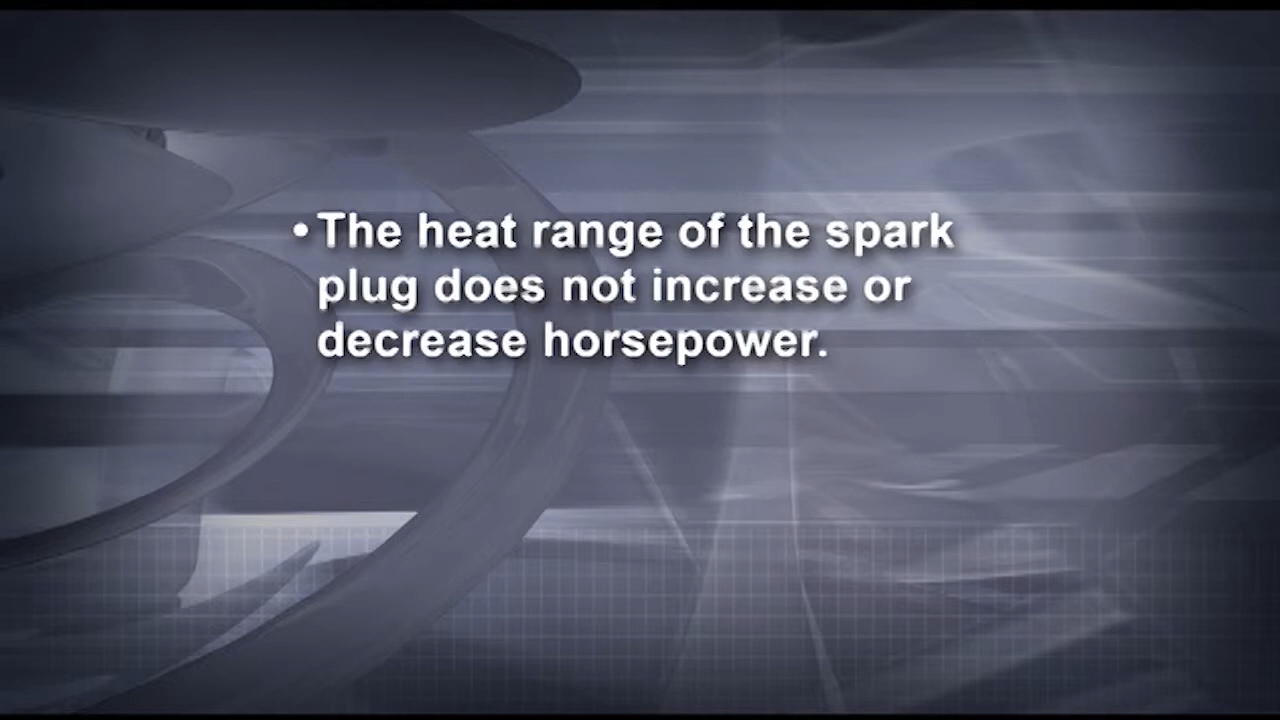 • The heat range of the spark
plug does not increase or
decrease horsepower.